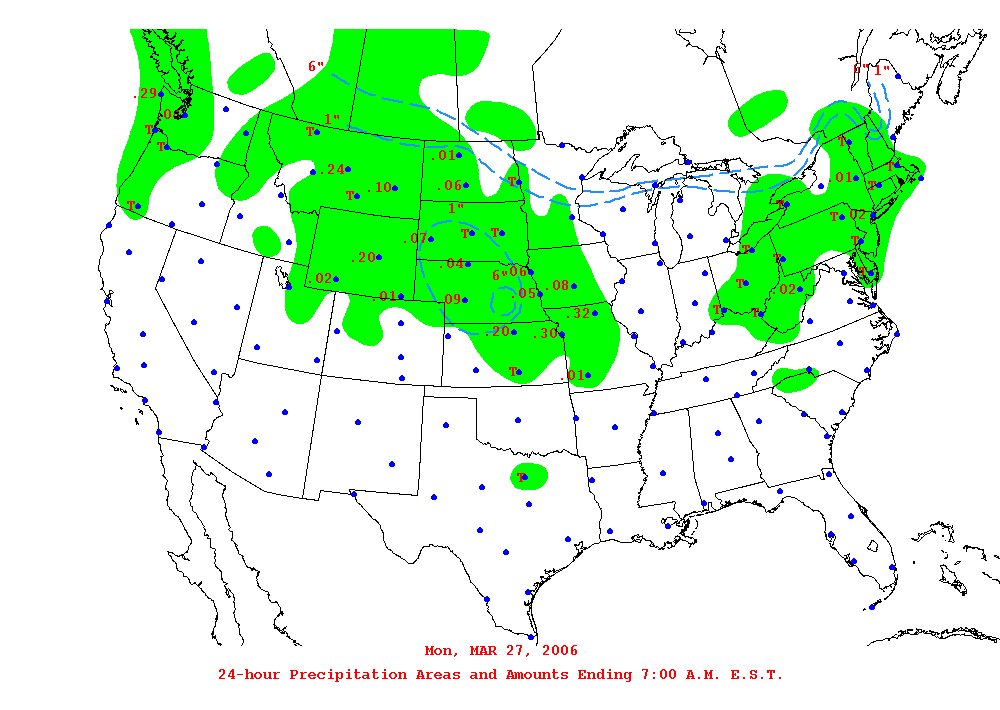 6"
6" 1"
.29
1"
T
T
T
T
.01
.24
.10
.06
T
T
.01
T
T
T
1"
T
.02
.07
T
T
T
.20
.04
T
T
6"
.06
T
.02
.08
T
.02
.01
.09
.05
.32
T
T
.20
.30
T
.01
T
Mon, MAR 27, 2006
24-hour Precipitation Areas and Amounts Ending 7:00 A.M. E.S.T.